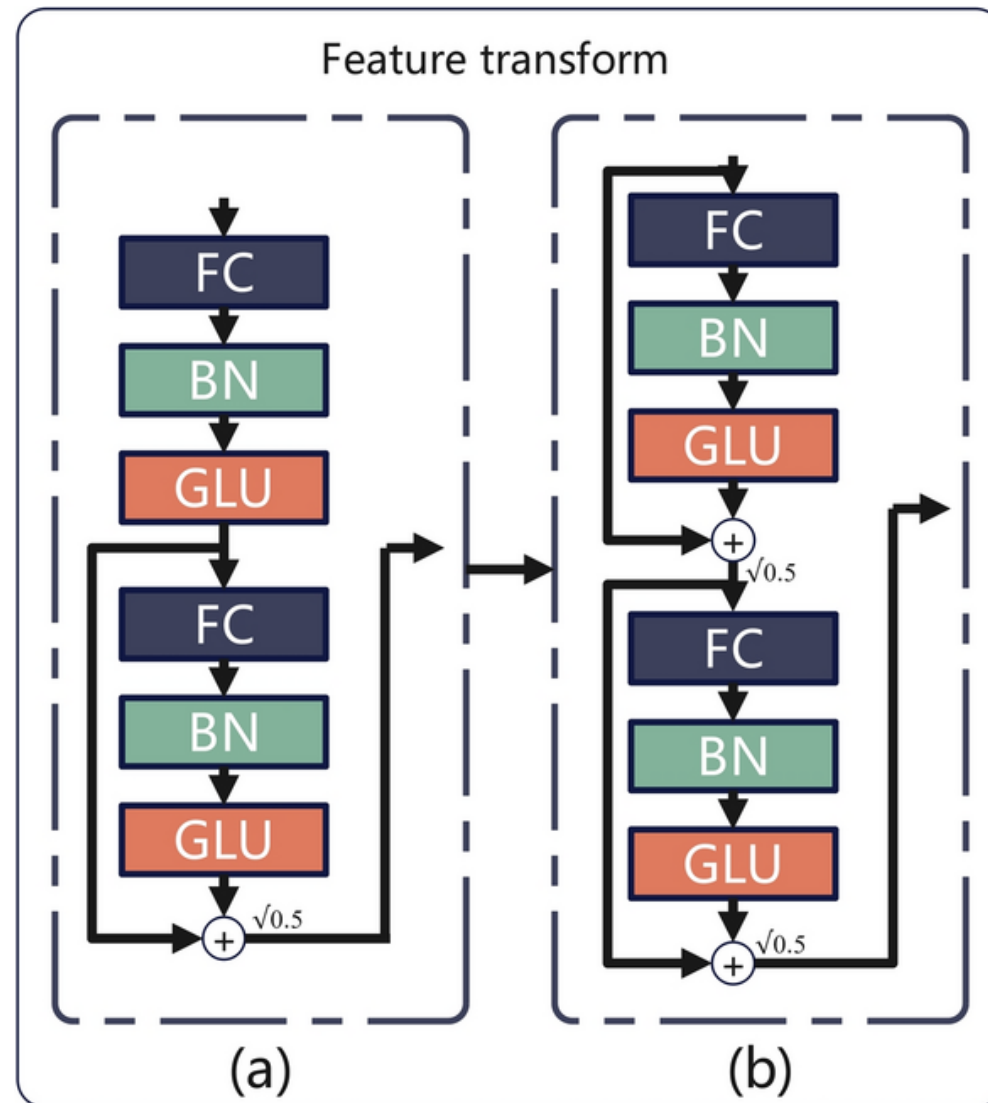 Feature transform
FC
BN
GLU
FC
BN
GLU
+
√0.5
(a)
FC
BN
GLU
+
√0.5
FC
BN
GLU
+
√0.5
(b)